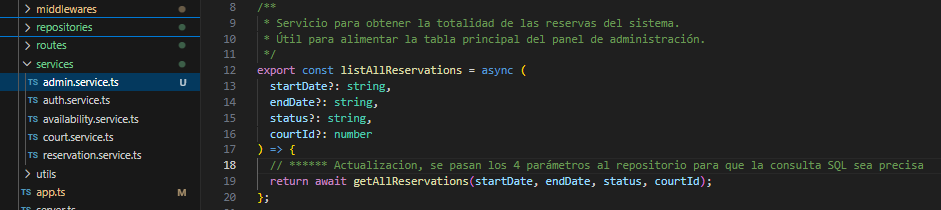 middlewares
repositories
routes
services
TS admin.service.ts U
TS auth.service.ts
TS availability.service.ts
TS court.service.ts
TS reservation.service.ts
utils
TS app.ts M
8 /**
9 * Servicio para obtener la totalidad de las reservas del sistema.
10 * Útil para alimentar la tabla principal del panel de administración.
11 */
12 export const listAllReservations = async (
13 startDate?: string,
14 endDate?: string,
15 status?: string,
16 courtId?: number
17 ) => {
18 // ****** Actualizacion, se pasan los 4 parámetros al repositorio para que la consulta SQL sea precisa
19 return await getAllReservations(startDate, endDate, status, courtId);
20 };